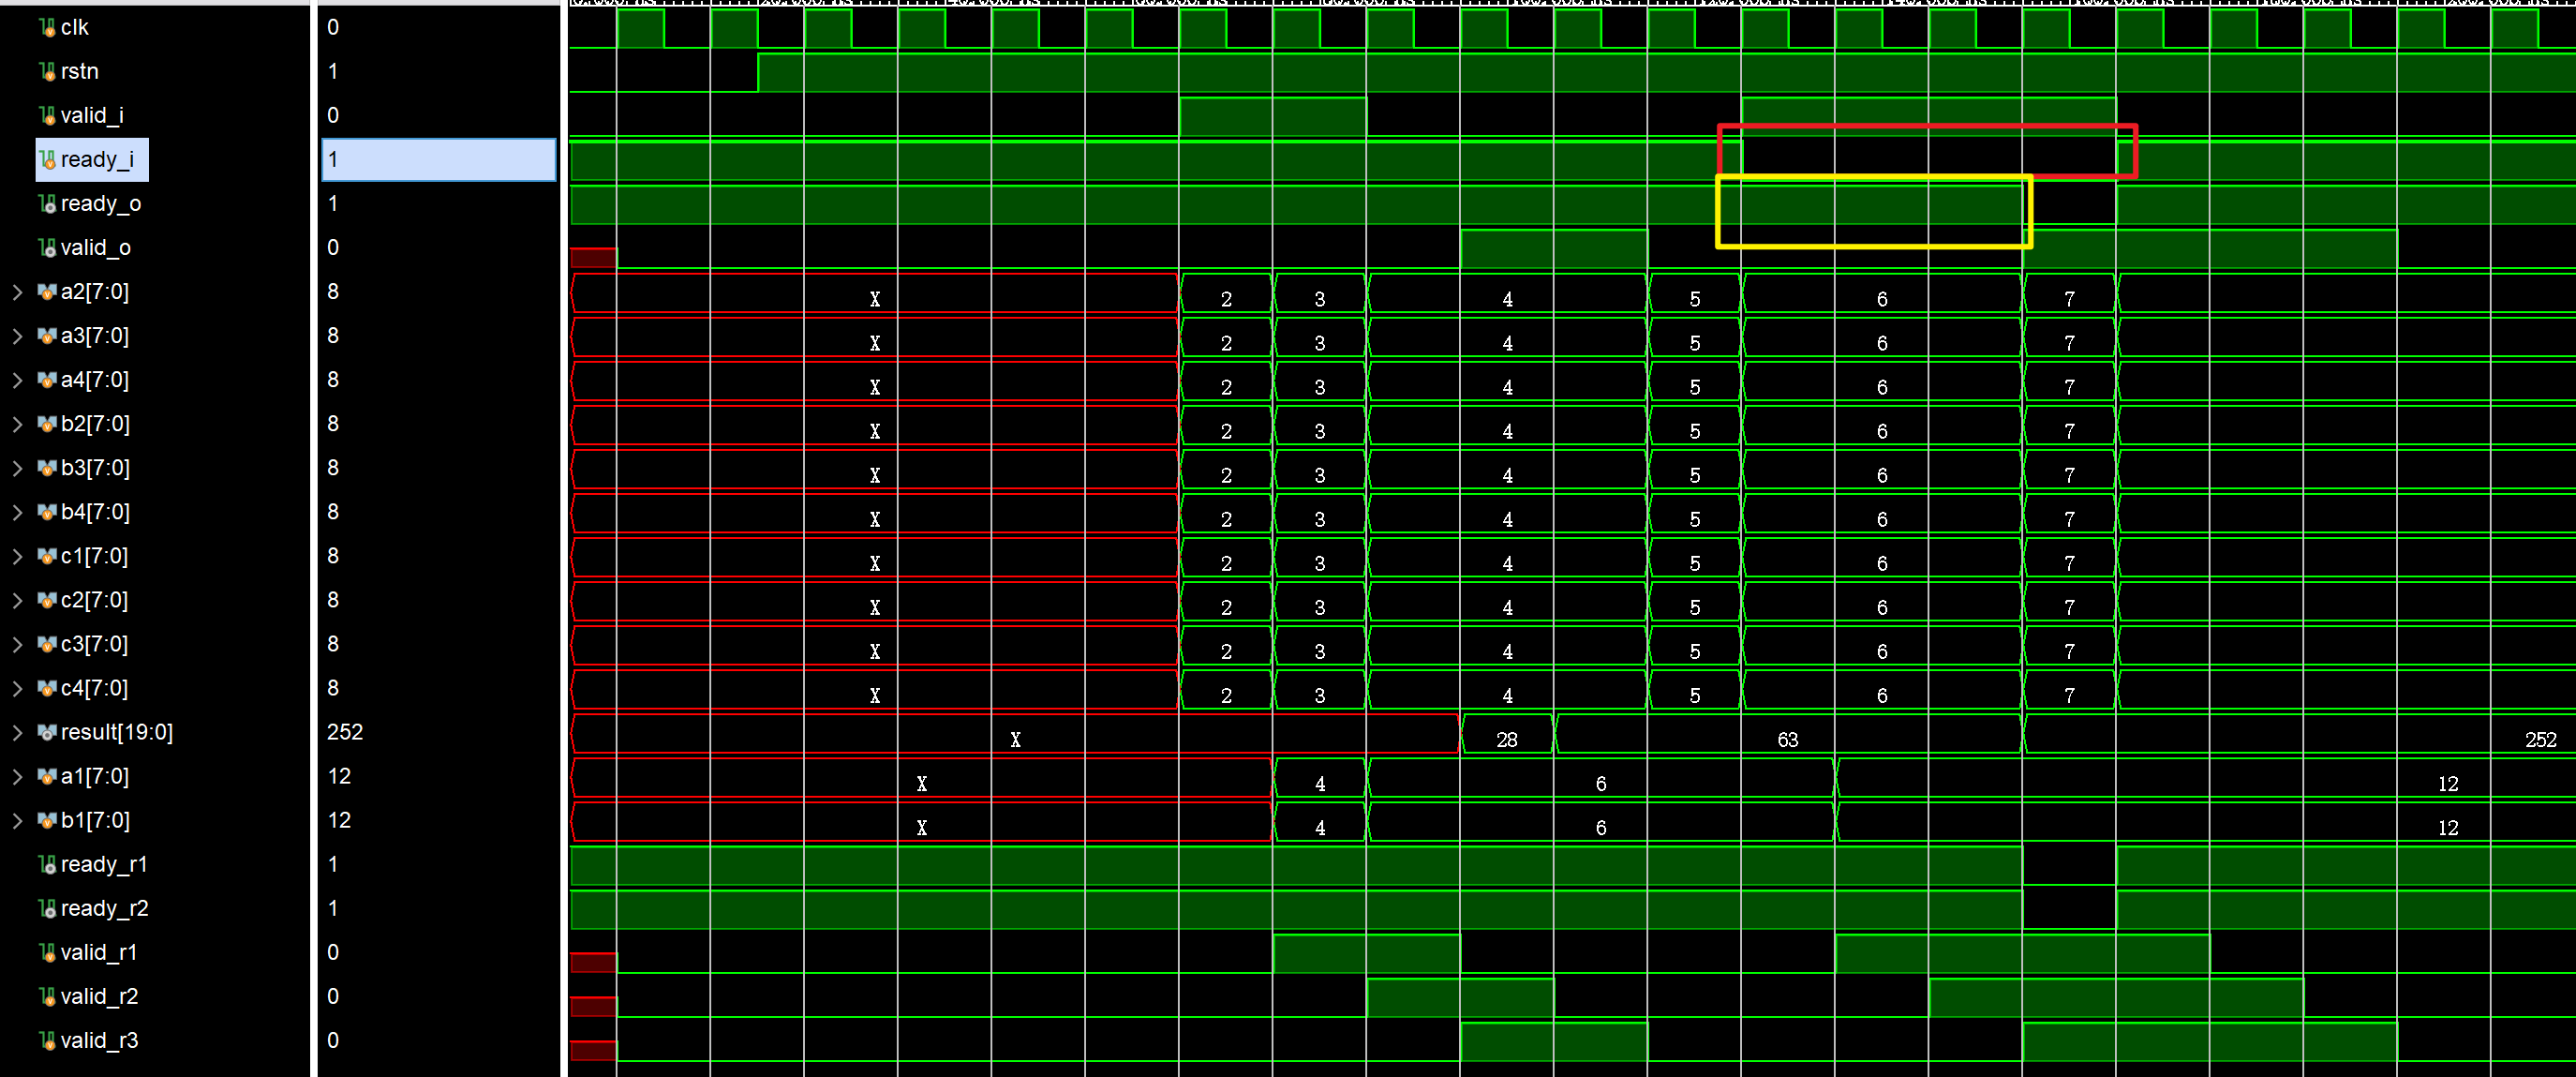 clk 0
rstn 1
valid_i 0
ready_i 1
ready_o 1
valid_o 0
a2[7:0] 8 X 2 3 4 5 6 7
a3[7:0] 8 X 2 3 4 5 6 7
a4[7:0] 8 X 2 3 4 5 6 7
b2[7:0] 8 X 2 3 4 5 6 7
b3[7:0] 8 X 2 3 4 5 6 7
b4[7:0] 8 X 2 3 4 5 6 7
c1[7:0] 8 X 2 3 4 5 6 7
c2[7:0] 8 X 2 3 4 5 6 7
c3[7:0] 8 X 2 3 4 5 6 7
c4[7:0] 8 X 2 3 4 5 6 7
result[19:0] 252 X 28 63 252
a1[7:0] 12 X 4 6 12
b1[7:0] 12 X 4 6 12
ready_r1 1
ready_r2 1
valid_r1 0
valid_r2 0
valid_r3 0